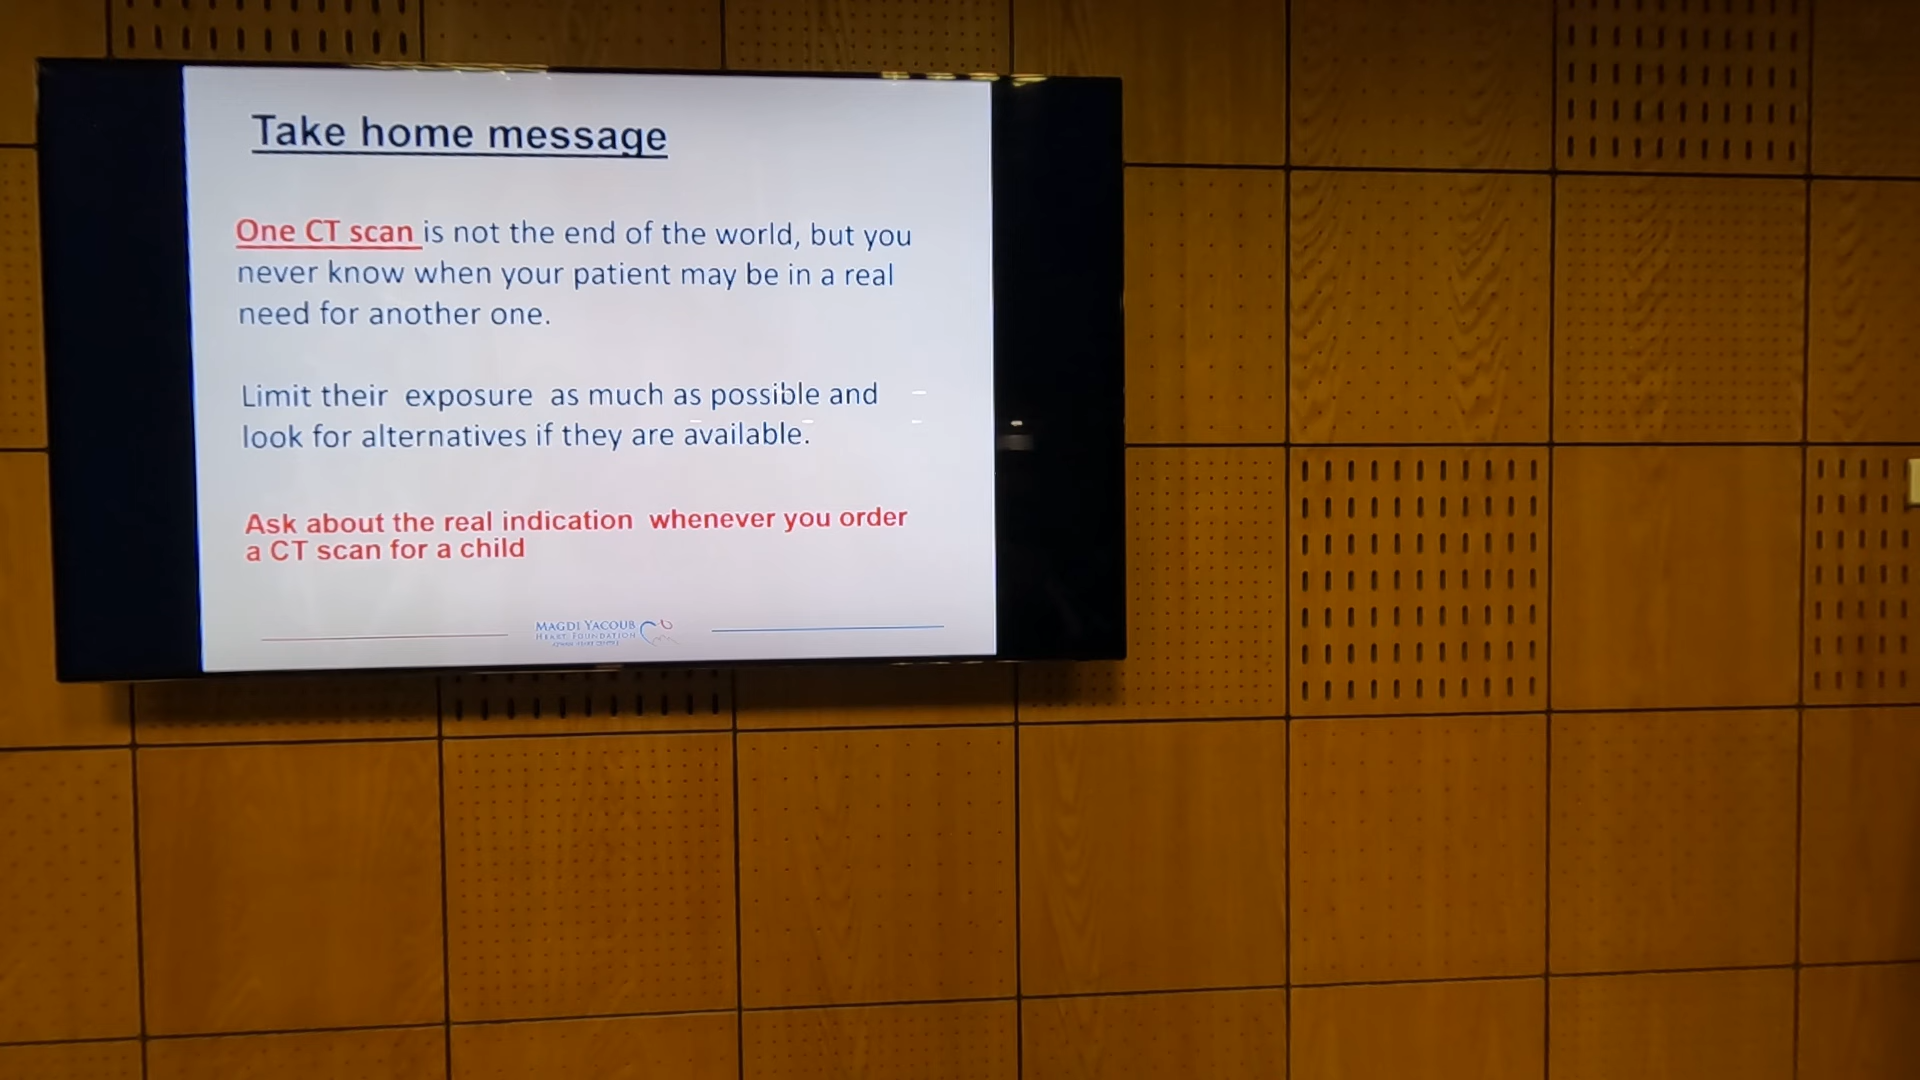 Take home message
One CT scan is not the end of the world, but you
never know when your patient may be in a real
need for another one.
Limit their exposure as much as possible and
look for alternatives if they are available.
Ask about the real indication whenever you order
a CT scan for a child
MAGDI YACOUB
HEART FOUNDATION